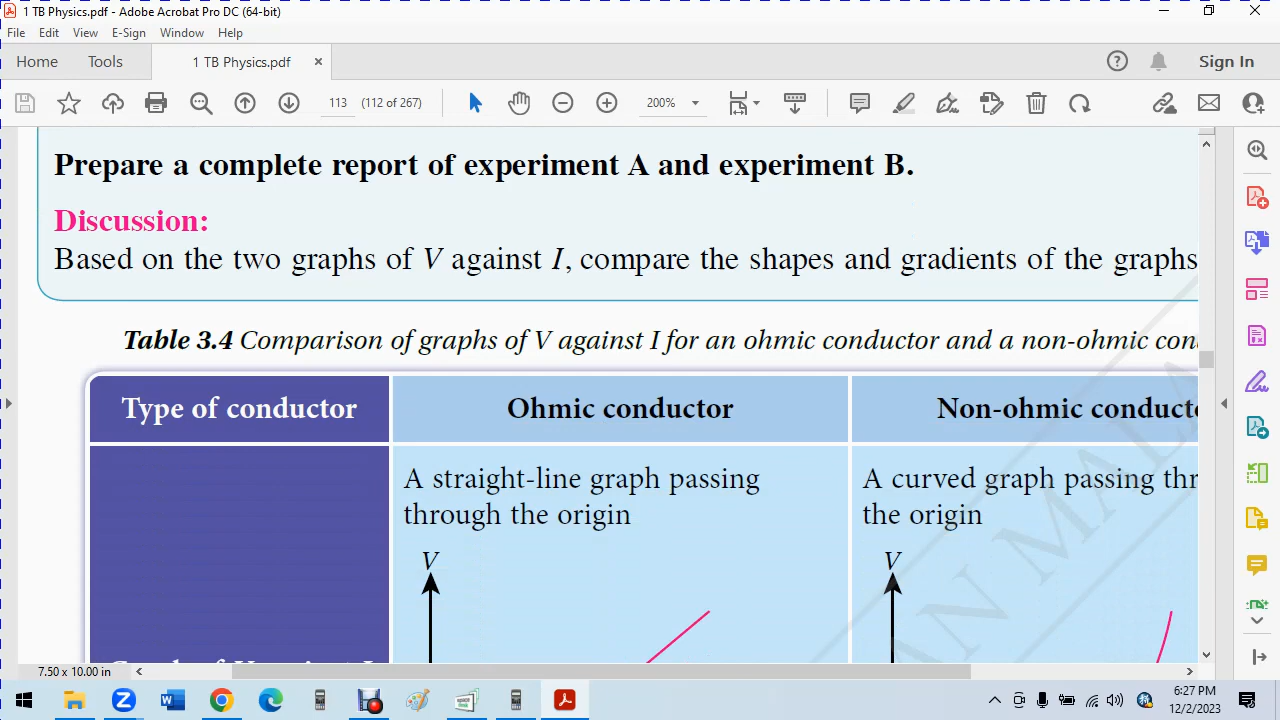 1 TB Physics.pdf - Adobe Acrobat Pro DC (64-bit)
File Edit View E-Sign Window Help
Home Tools 1 TB Physics.pdf × Sign In
113 (112 of 267) 200%
Prepare a complete report of experiment A and experiment B.
Discussion:
Based on the two graphs of V against I, compare the shapes and gradients of the graphs
Table 3.4 Comparison of graphs of V against I for an ohmic conductor and a non-ohmic con
Type of conductor Ohmic conductor Non-ohmic conducto
A straight-line graph passing
through the origin
A curved graph passing thr
the origin
V V
7.50 x 10.00 in
6:27 PM
12/2/2023